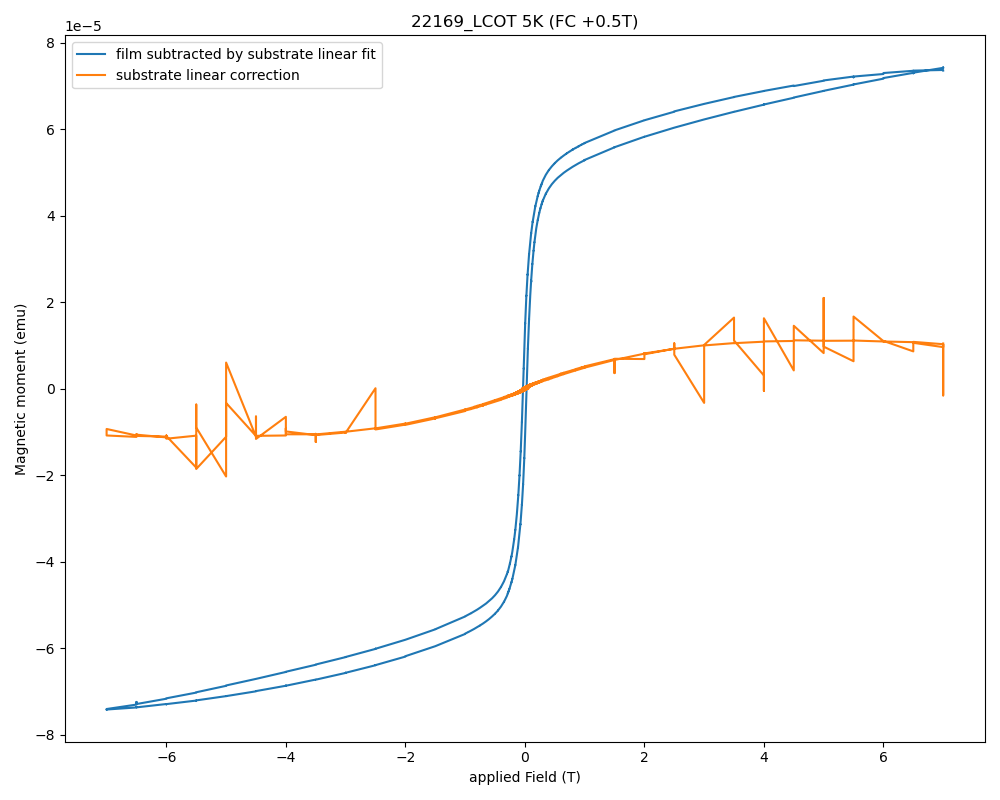 22169_LCOT 5K (FC +0.5T)
1e−5
film subtracted by substrate linear fit
substrate linear correction
8
6
4
2
0
−2
−4
−6
−8
Magnetic moment (emu)
−6 −4 −2 0 2 4 6
applied Field (T)